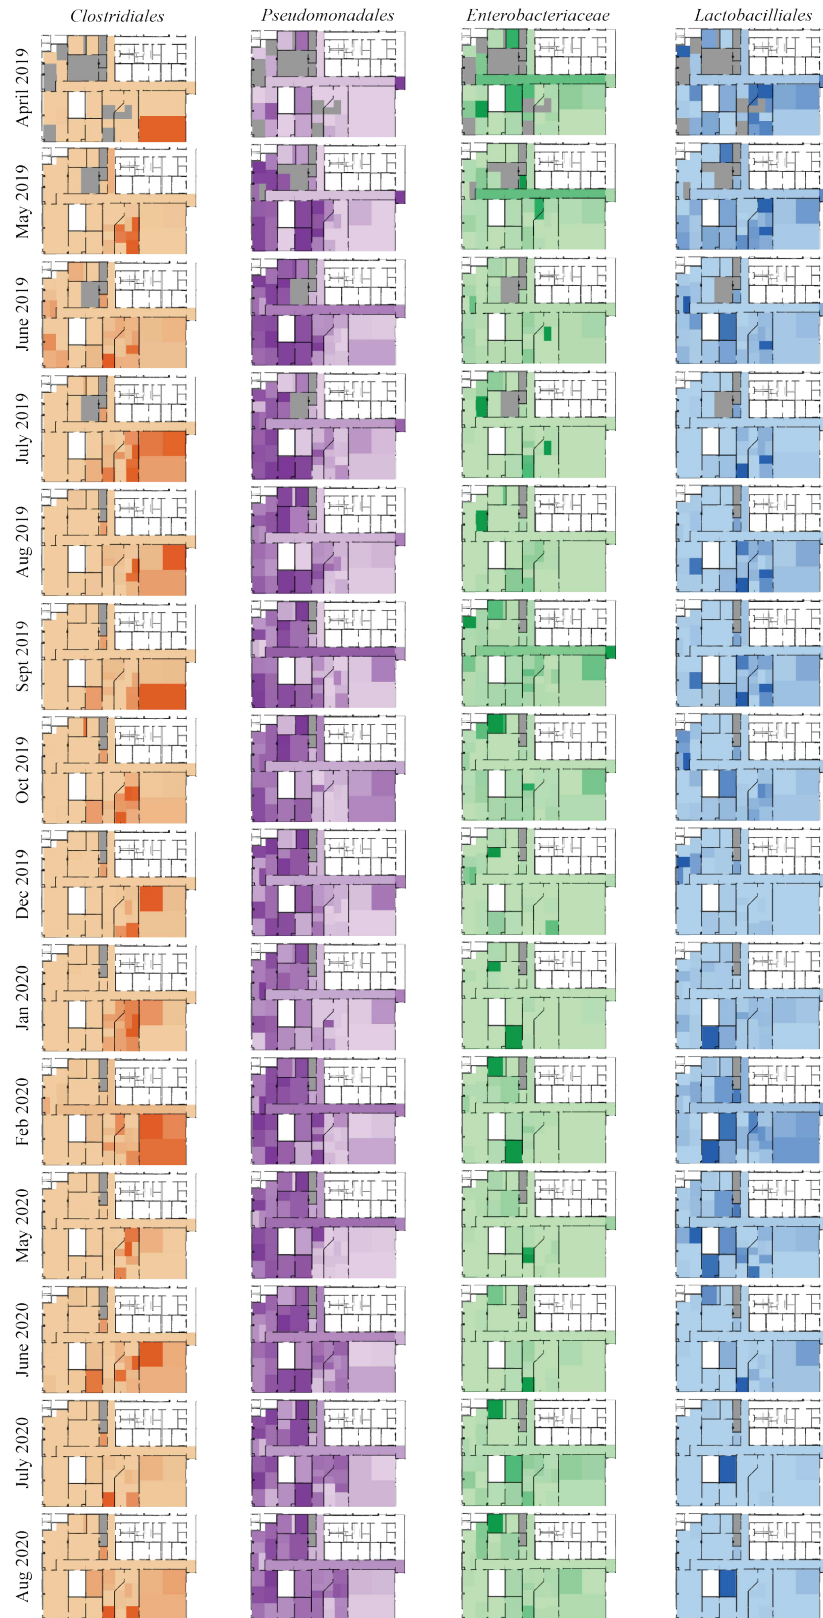 Clostridiales Pseudomonadales Enterobacteriaceae Lactobacilliales
April 2019
May 2019
June 2019
July 2019
Aug 2019
Sept 2019
Oct 2019
Dec 2019
Jan 2020
Feb 2020
May 2020
June 2020
July 2020
Aug 2020